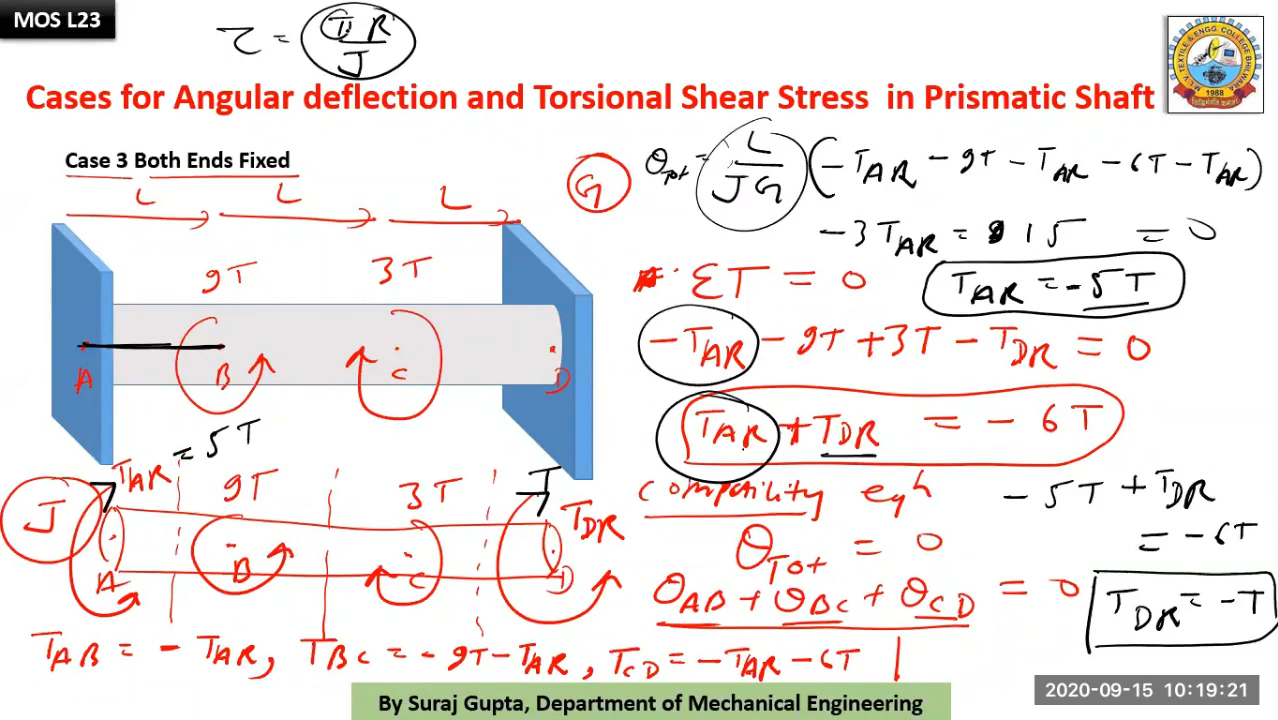 MOS L23
τ = TR / J
Cases for Angular deflection and Torsional Shear Stress in Prismatic Shaft
1988
Case 3 Both Ends Fixed
L L L
9T 3T
A B C D
G
θTot = L / JG (-TAR - 9T - TAR - 6T - TAR)
-3TAR = 15 = 0
ΣT = 0
TAR = -5T
-TAR - 9T + 3T - TDR = 0
TAR + TDR = -6T
TAR = 5T
9T 3T T
TDR
J
A B C D
compatibility eqn
θTot = 0
θAB + θBC + θCD = 0
-5T + TDR
= -6T
TDR = -T
TAB = -TAR, TBC = -9T - TAR, TCD = -TAR - 6T
By Suraj Gupta, Department of Mechanical Engineering
2020-09-15 10:19:21